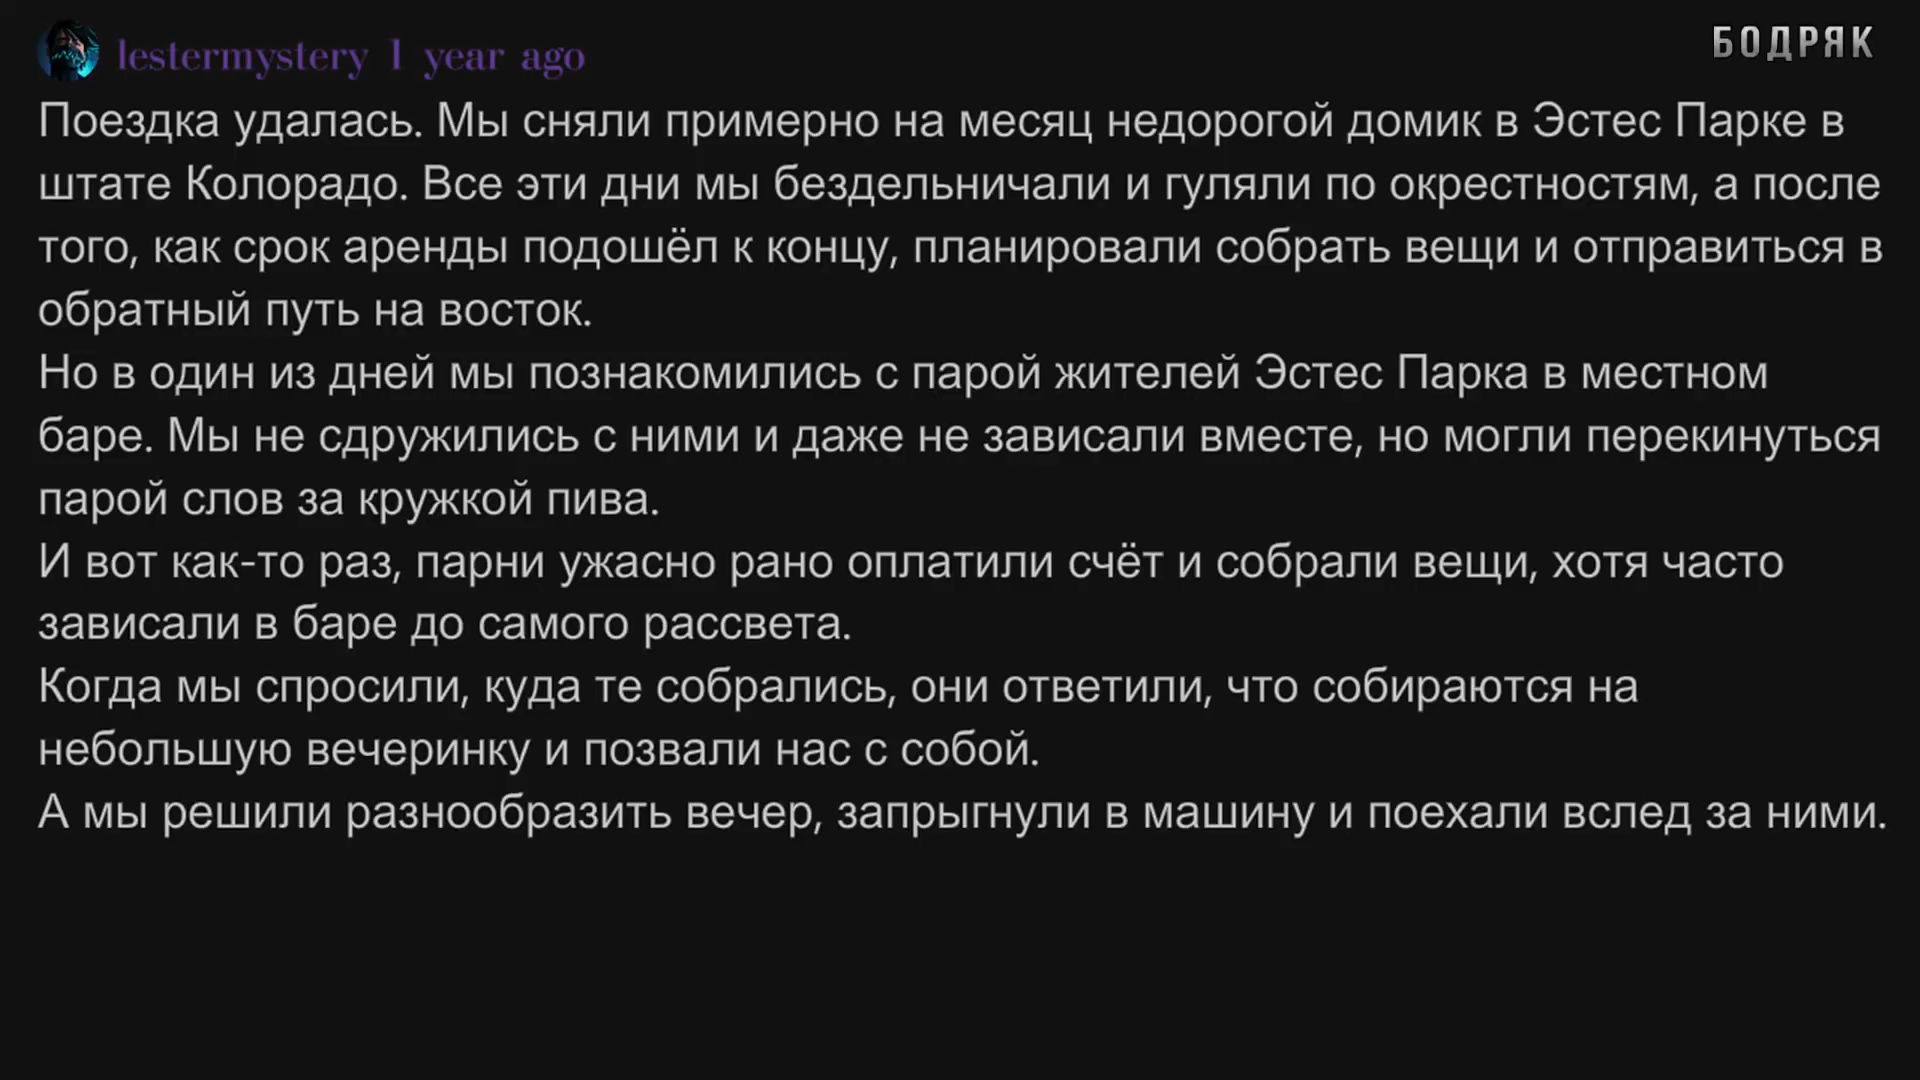 lestermystery 1 year ago
БОДРЯК
Поездка удалась. Мы сняли примерно на месяц недорогой домик в Эстес Парке в
штате Колорадо. Все эти дни мы бездельничали и гуляли по окрестностям, а после
того, как срок аренды подошёл к концу, планировали собрать вещи и отправиться в
обратный путь на восток.
Но в один из дней мы познакомились с парой жителей Эстес Парка в местном
баре. Мы не сдружились с ними и даже не зависали вместе, но могли перекинуться
парой слов за кружкой пива.
И вот как-то раз, парни ужасно рано оплатили счёт и собрали вещи, хотя часто
зависали в баре до самого рассвета.
Когда мы спросили, куда те собрались, они ответили, что собираются на
небольшую вечеринку и позвали нас с собой.
А мы решили разнообразить вечер, запрыгнули в машину и поехали вслед за ними.